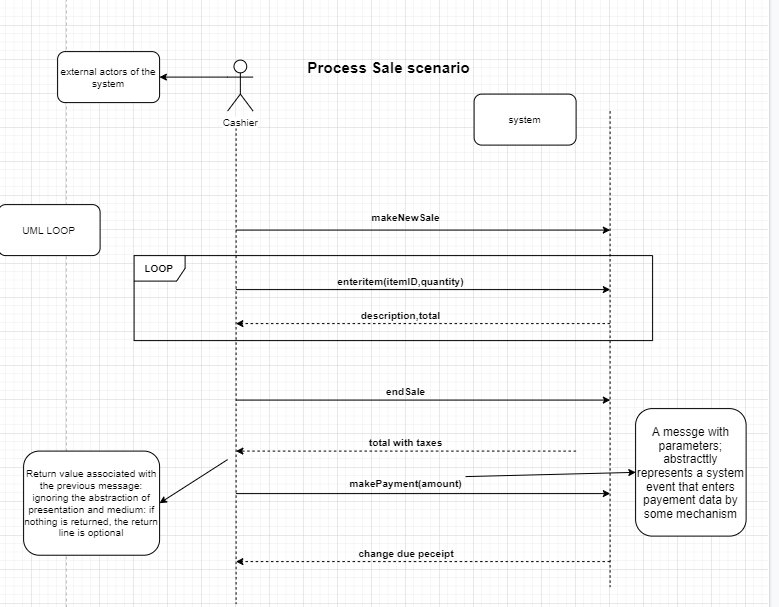 Process Sale scenario
external actors of the
system
Cashier
system
makeNewSale
UML LOOP
LOOP
enteritem(itemID,quantity)
description,total
endSale
total with taxes
makePayment(amount)
A messge with
parameters;
abstracttly
represents a system
event that enters
payement data by
some mechanism
Return value associated with
the previous message:
ignoring the abstraction of
presentation and medium: if
nothing is returned, the return
line is optional
change due peceipt